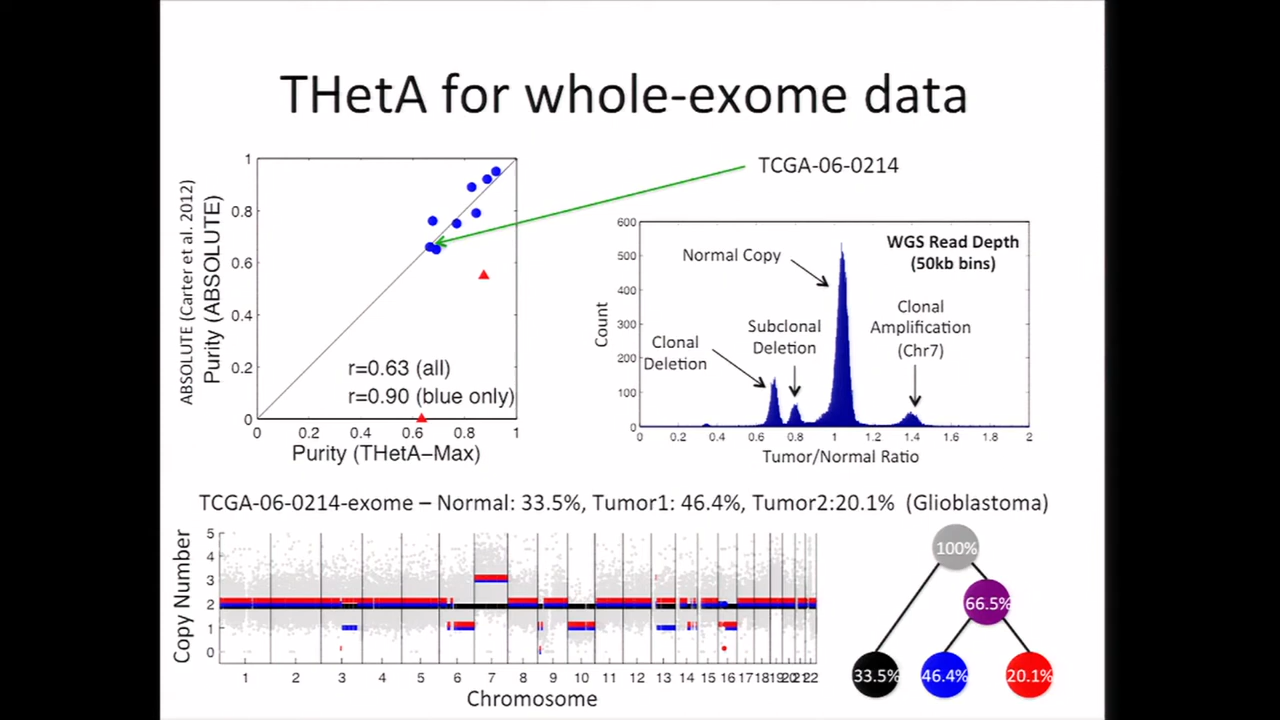 THetA for whole-exome data
TCGA-06-0214
ABSOLUTE (Carter et al. 2012)
Purity (ABSOLUTE)
1
0.8
0.6
0.4
0.2
0
r=0.63 (all)
r=0.90 (blue only)
0 0.2 0.4 0.6 0.8 1
Purity (THetA–Max)
WGS Read Depth
(50kb bins)
Normal Copy
Clonal
Amplification
(Chr7)
Subclonal
Deletion
Clonal
Deletion
Count
600
500
400
300
200
100
0
0 0.2 0.4 0.6 0.8 1 1.2 1.4 1.6 1.8 2
Tumor/Normal Ratio
TCGA-06-0214-exome – Normal: 33.5%, Tumor1: 46.4%, Tumor2:20.1% (Glioblastoma)
Copy Number
5
4
3
2
1
0
1 2 3 4 5 6 7 8 9 10 11 12 13 14 15 16 17 18 19 20 21 22
Chromosome
100%
66.5%
33.5% 46.4% 20.1%